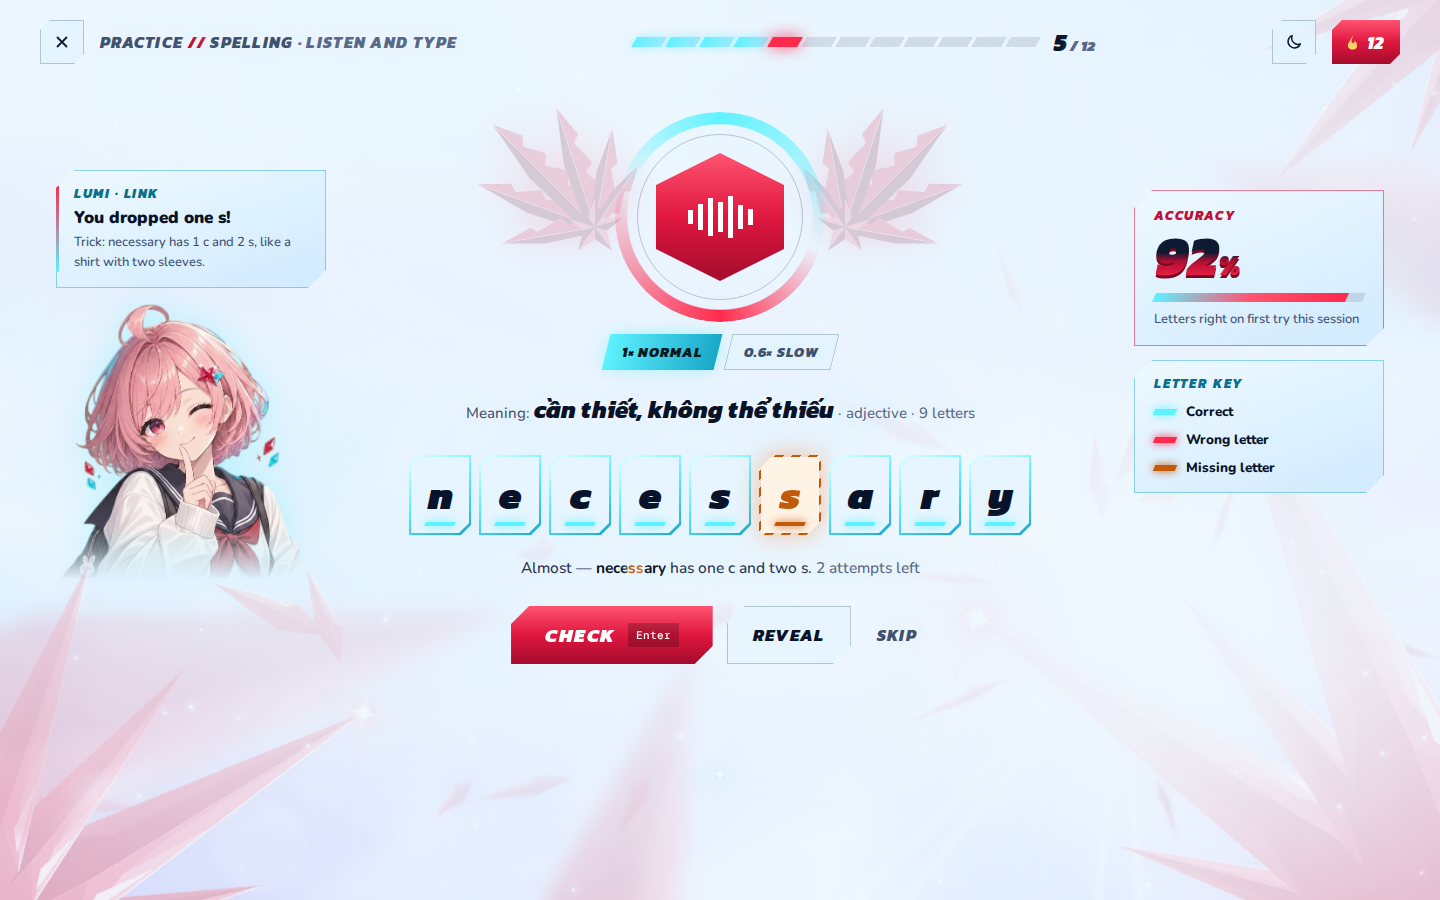 PRACTICE // SPELLING · LISTEN AND TYPE
5 / 12
12
LUMI · LINK
You dropped one s!
Trick: necessary has 1 c and 2 s, like a
shirt with two sleeves.
1× NORMAL
0.6× SLOW
Meaning: cần thiết, không thể thiếu · adjective · 9 letters
n e c e s s a r y
Almost — necessary has one c and two s. 2 attempts left
CHECK Enter
REVEAL
SKIP
ACCURACY
92%
Letters right on first try this session
LETTER KEY
Correct
Wrong letter
Missing letter